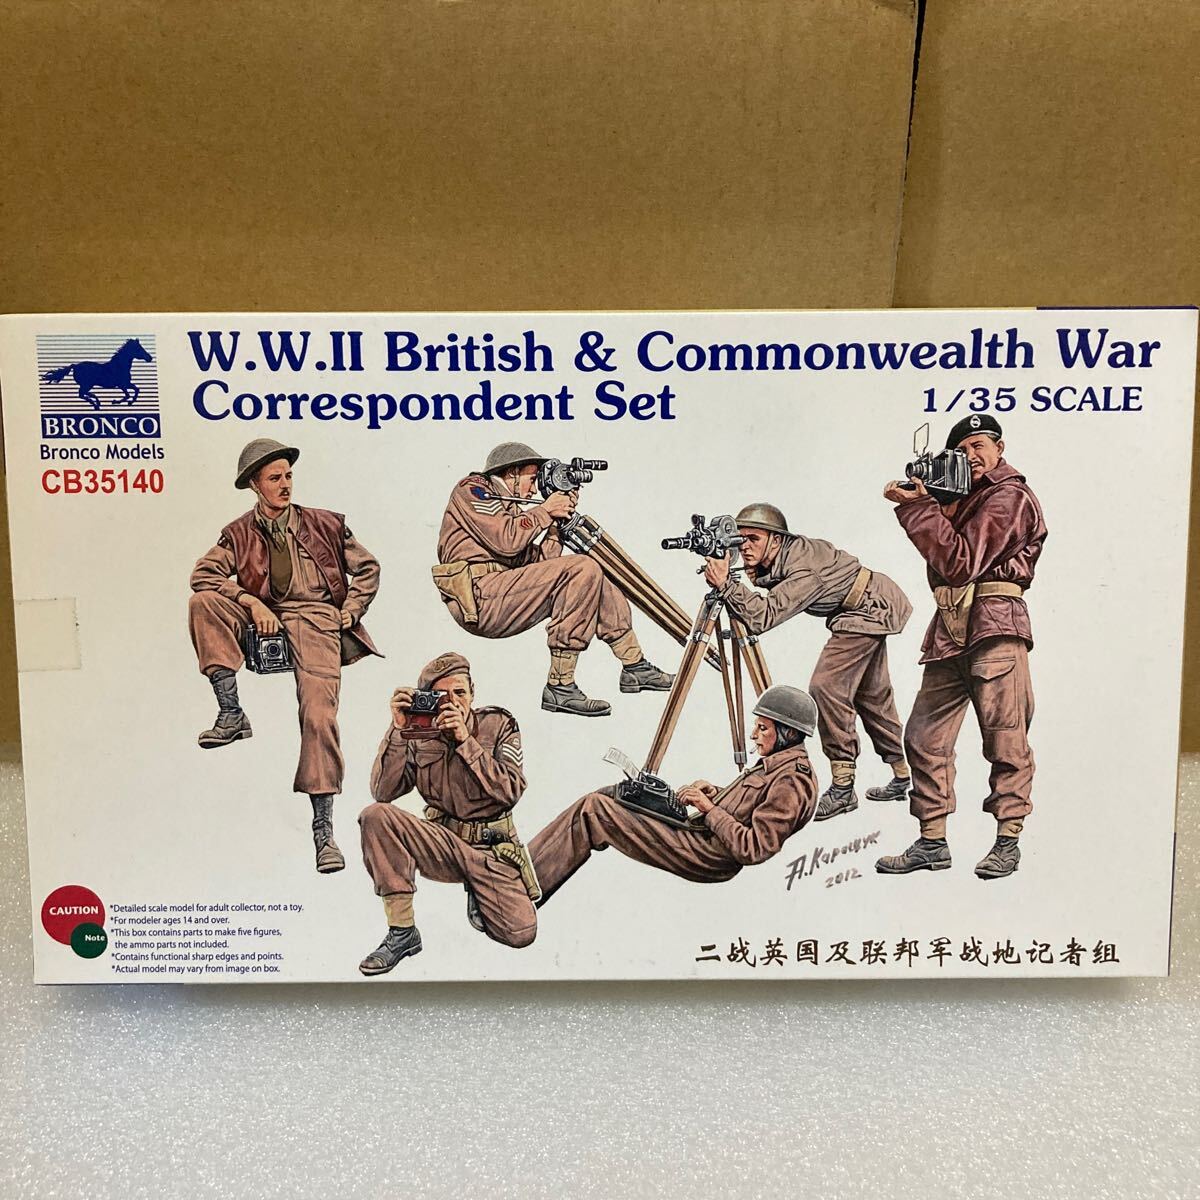 W.W.II British & Commonwealth War
Correspondent Set
1/35 SCALE
BRONCO
Bronco Models
CB35140
A. Каращук
2012
CAUTION
Note
*Detailed scale model for adult collector, not a toy.
*For modeler ages 14 and over.
*This box contains parts to make five figures,
the ammo parts not included.
*Contains functional sharp edges and points.
*Actual model may vary from image on box.
二战英国及联邦军战地记者组